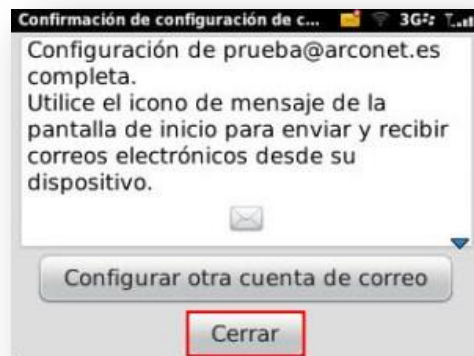 Confirmación de configuración de c... 3G
Configuración de prueba@arconet.es
completa.
Utilice el icono de mensaje de la
pantalla de inicio para enviar y recibir
correos electrónicos desde su
dispositivo.
Configurar otra cuenta de correo
Cerrar